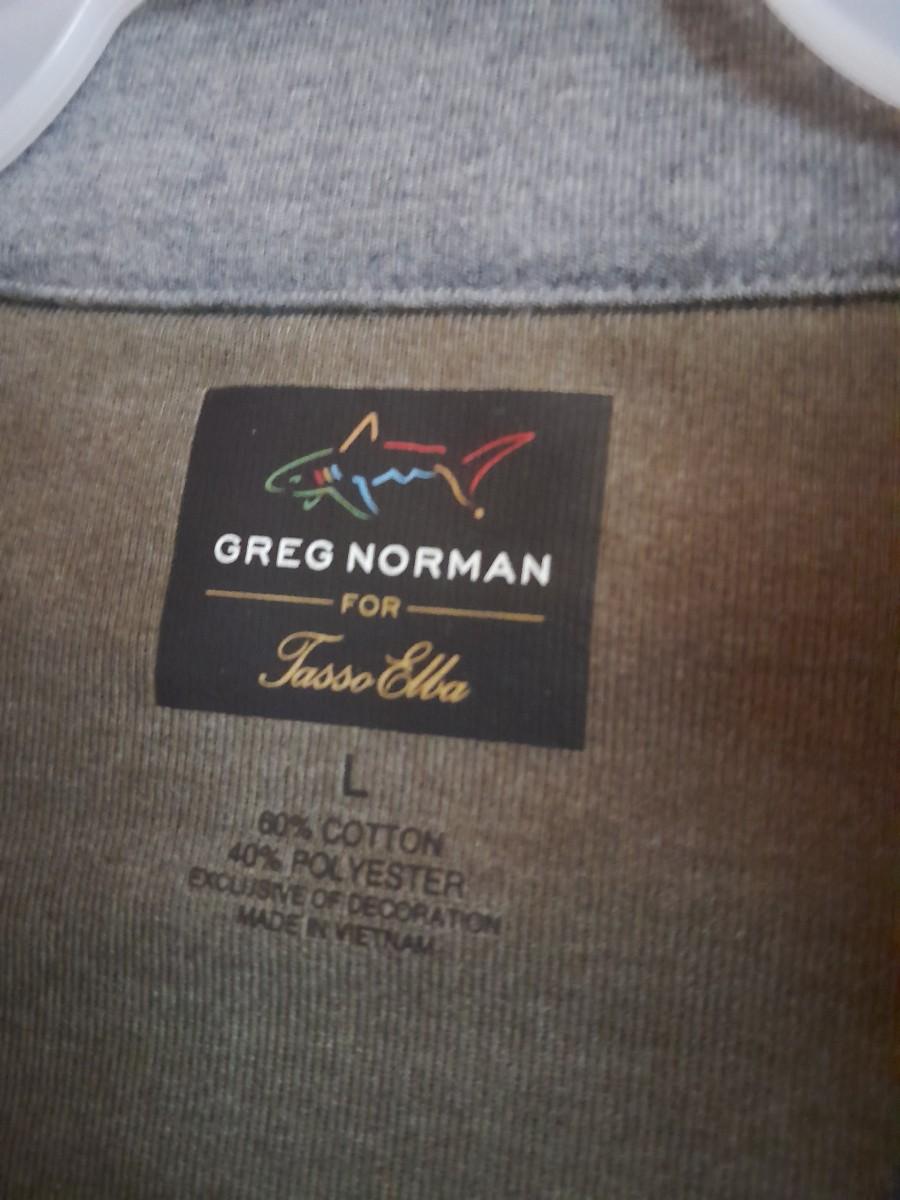 GREG NORMAN
FOR
Tasso Elba
L
60% COTTON
40% POLYESTER
EXCLUSIVE OF DECORATION
MADE IN VIETNAM